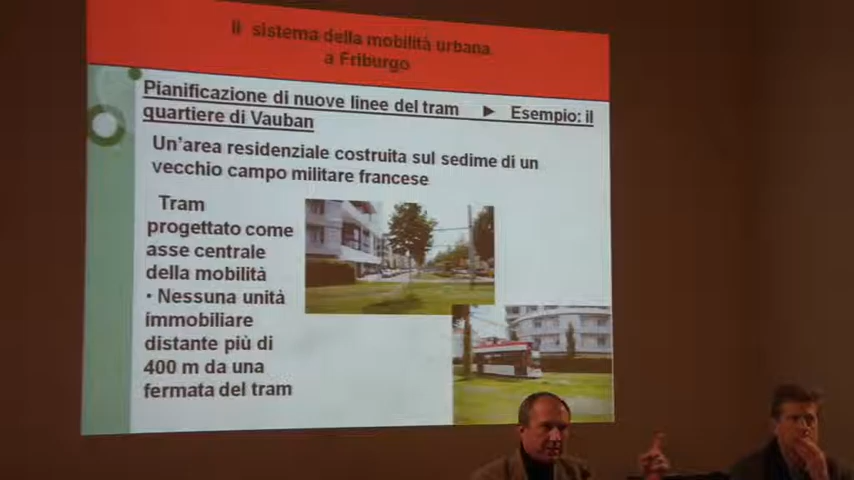 Il sistema della mobilità urbana
a Friburgo
Pianificazione di nuove linee del tram ► Esempio: il
quartiere di Vauban
Un'area residenziale costruita sul sedime di un
vecchio campo militare francese
Tram
progettato come
asse centrale
della mobilità
• Nessuna unità
immobiliare
distante più di
400 m da una
fermata del tram